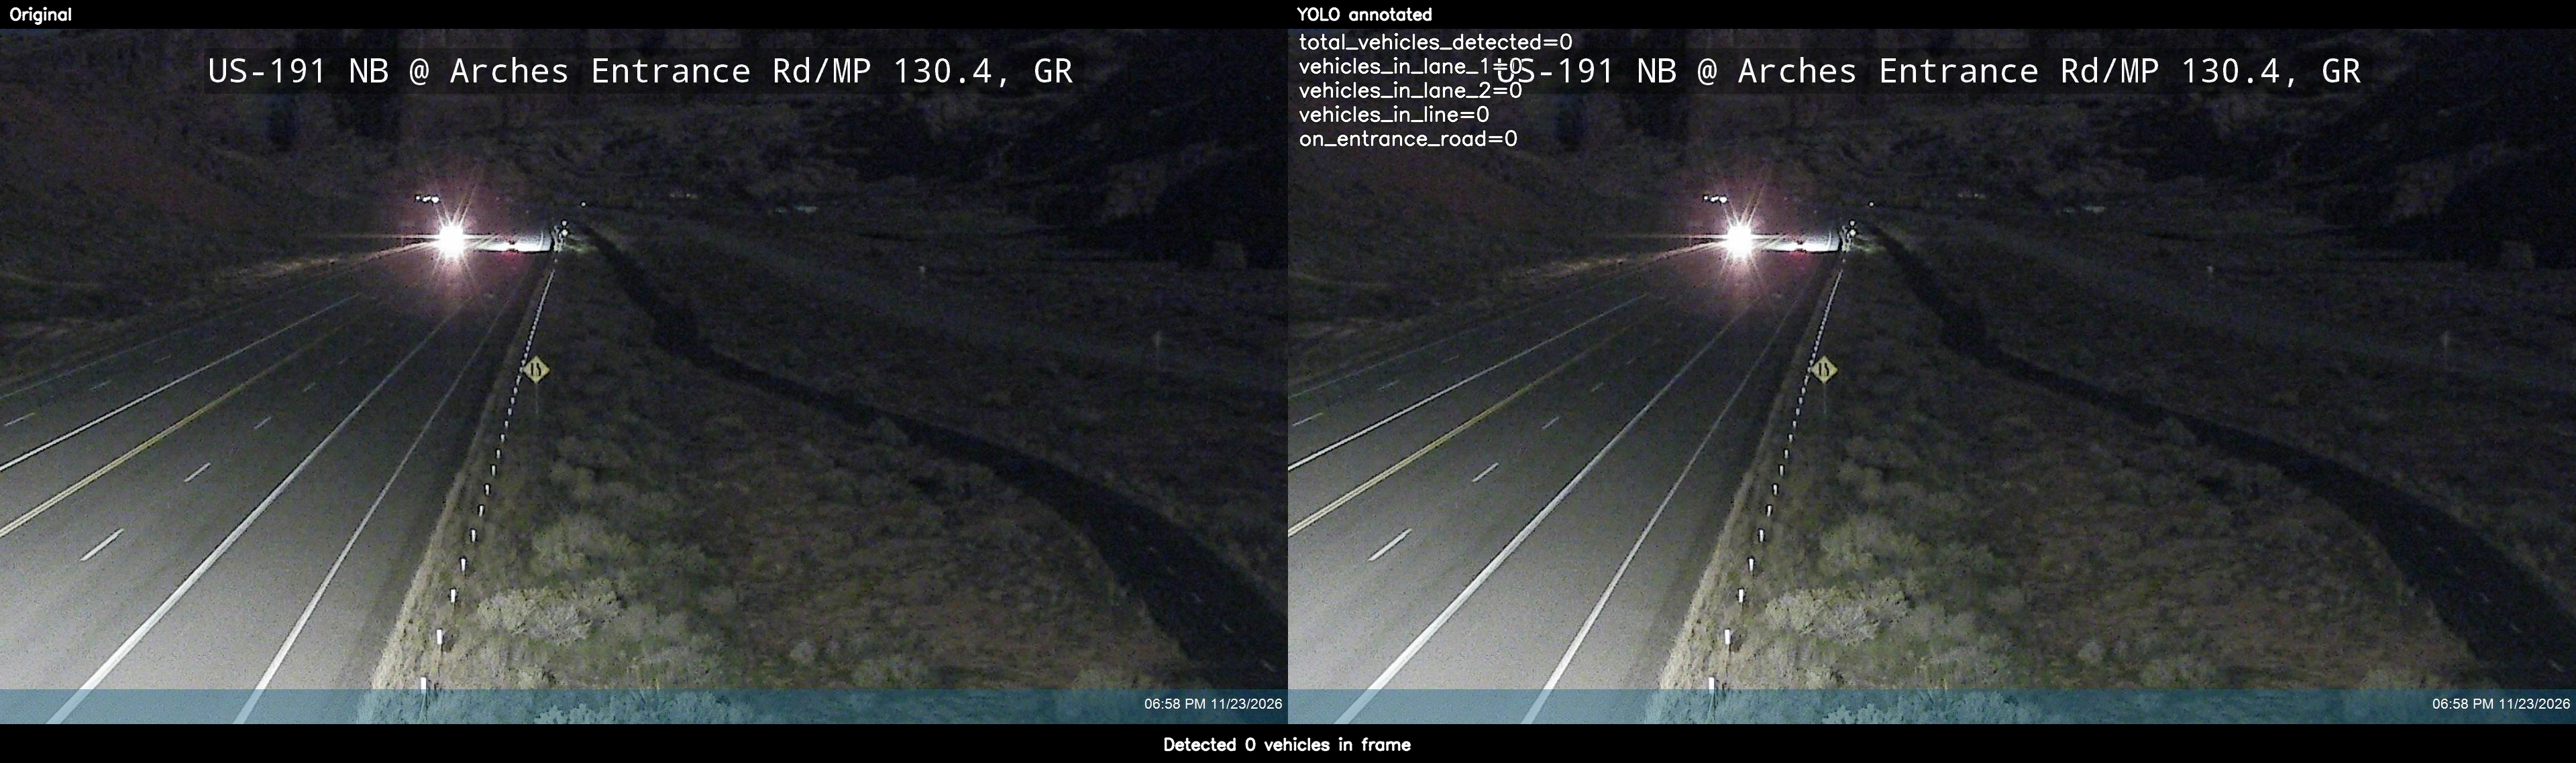 Original
US-191 NB @ Arches Entrance Rd/MP 130.4, GR
06:58 PM 11/23/2026
YOLO annotated
total_vehicles_detected=0
vehicles_in_lane_1=0
US-191 NB @ Arches Entrance Rd/MP 130.4, GR
vehicles_in_lane_2=0
vehicles_in_line=0
on_entrance_road=0
06:58 PM 11/23/2026
Detected 0 vehicles in frame